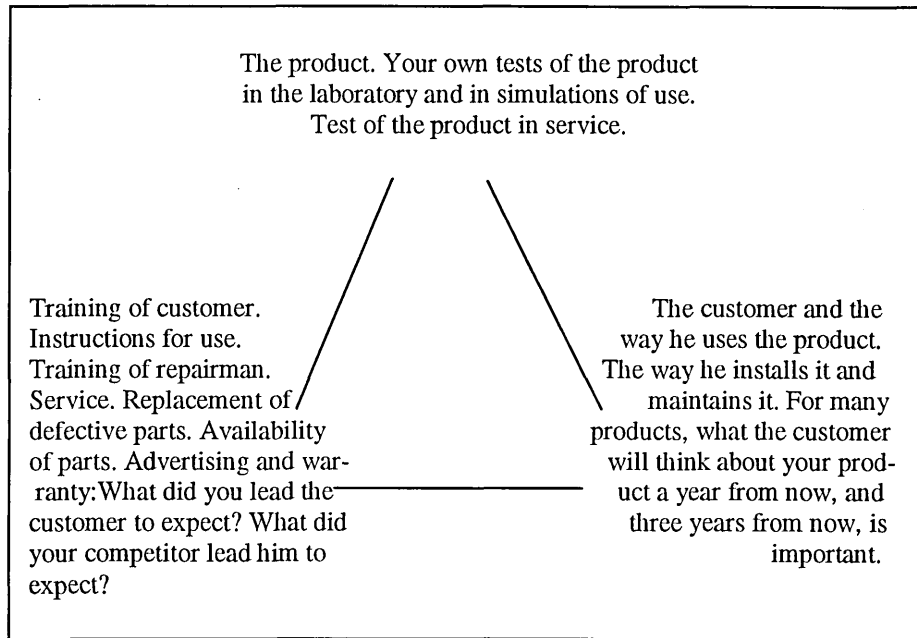 The product. Your own tests of the product
in the laboratory and in simulations of use.
Test of the product in service.
Training of customer.
Instructions for use.
Training of repairman.
Service. Replacement of
defective parts. Availability
of parts. Advertising and war-
ranty:What did you lead the
customer to expect? What did
your competitor lead him to
expect?
The customer and the
way he uses the product.
The way he installs it and
maintains it. For many
products, what the customer
will think about your prod-
uct a year from now, and
three years from now, is
important.